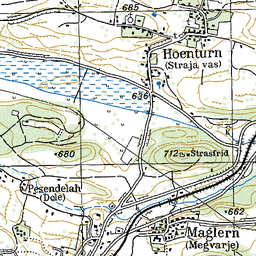 685
Hoenturn
(Straja vas)
636
680
712 Strasfrid
Pesendelah
(Dole)
662
Maglern
(Megvarje)